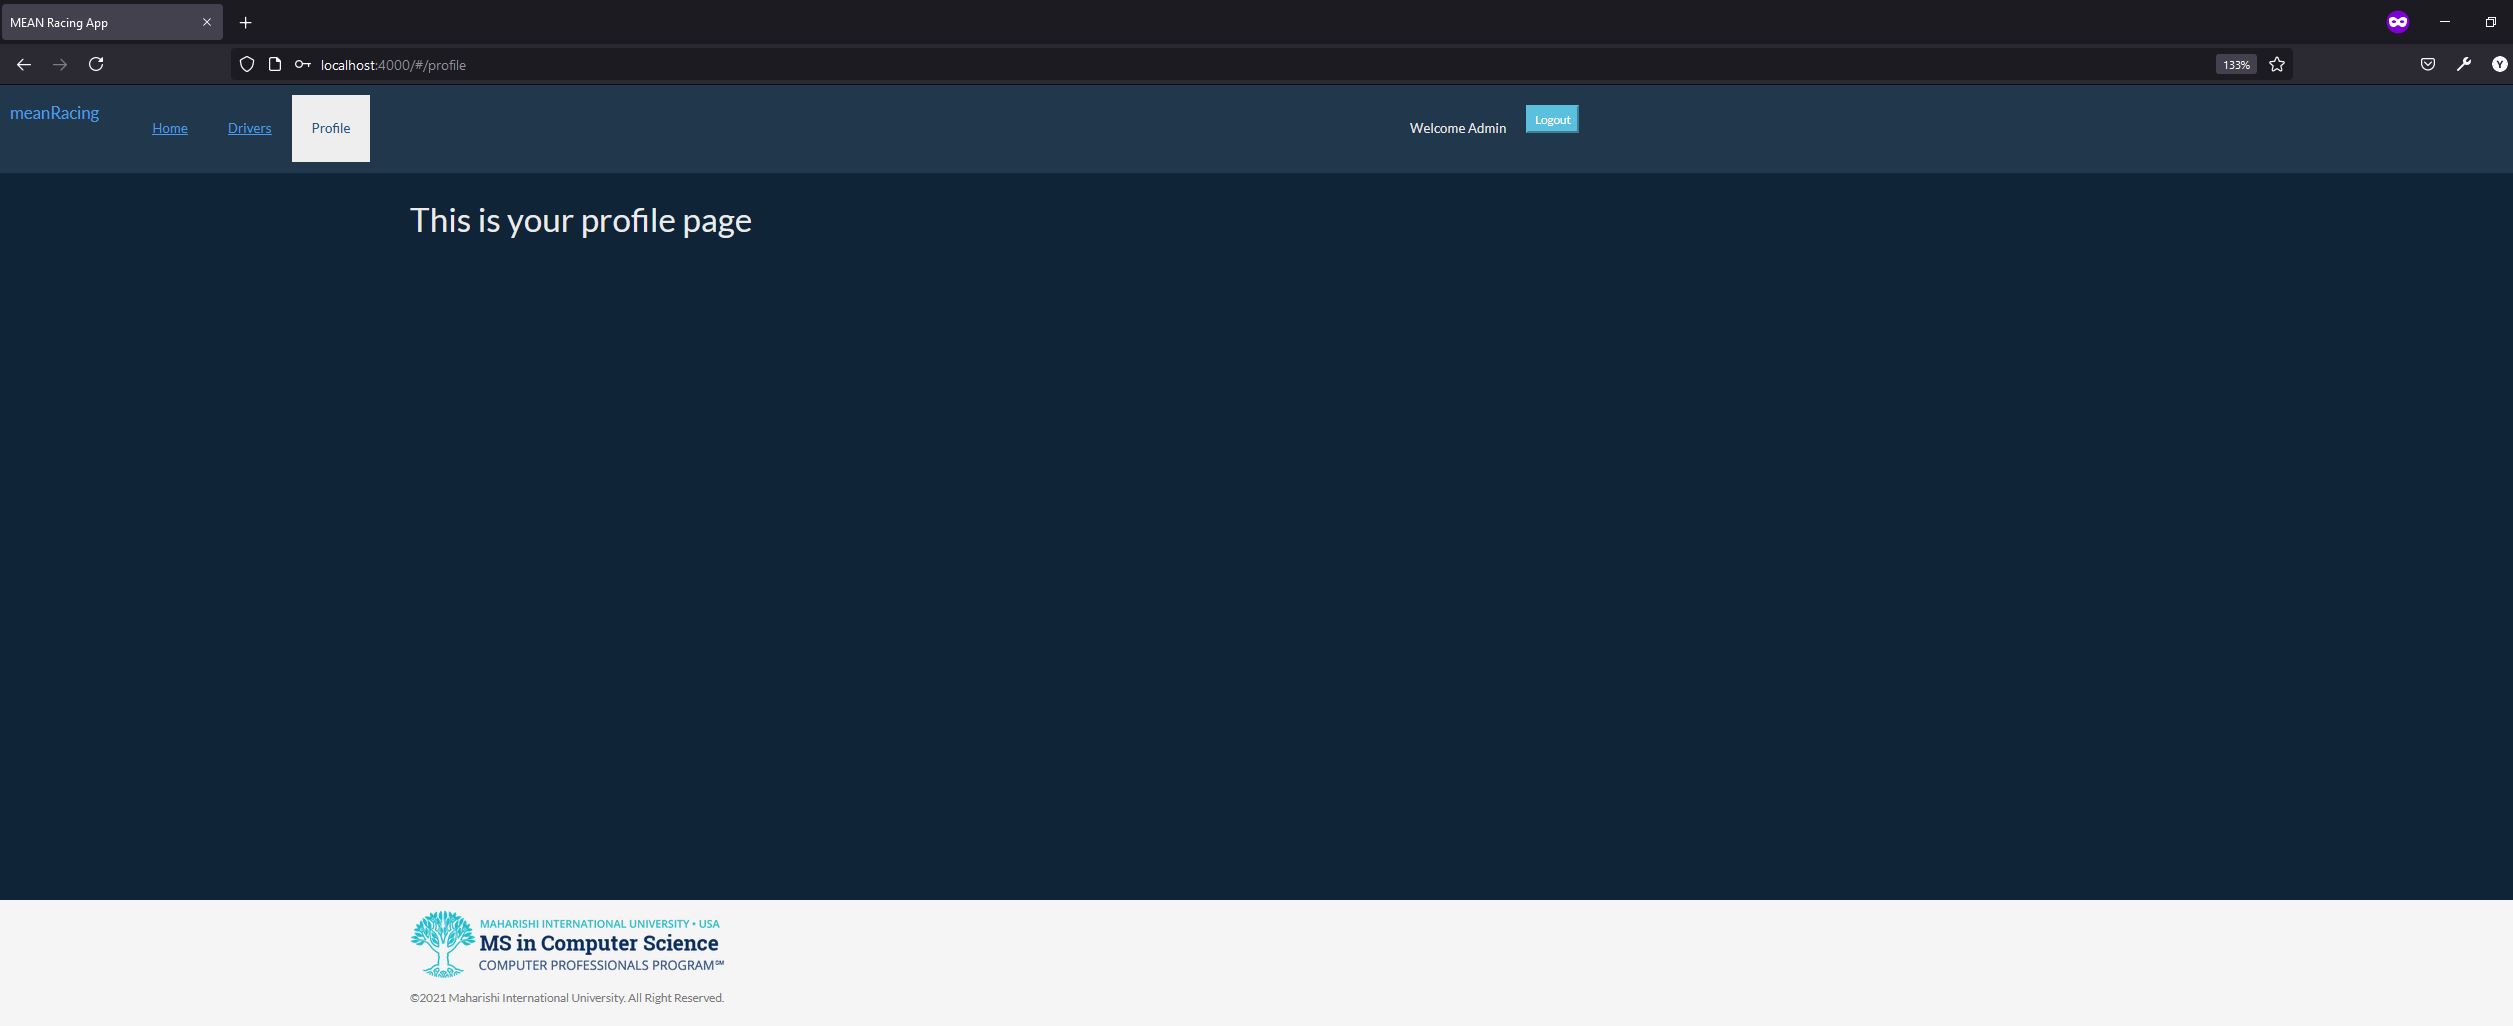 MEAN Racing App
localhost:4000/#/profile
133%
Y
meanRacing
Home
Drivers
Profile
Welcome Admin
Logout
This is your profile page
MAHARISHI INTERNATIONAL UNIVERSITY • USA
MS in Computer Science
COMPUTER PROFESSIONALS PROGRAM℠
©2021 Maharishi International University. All Right Reserved.